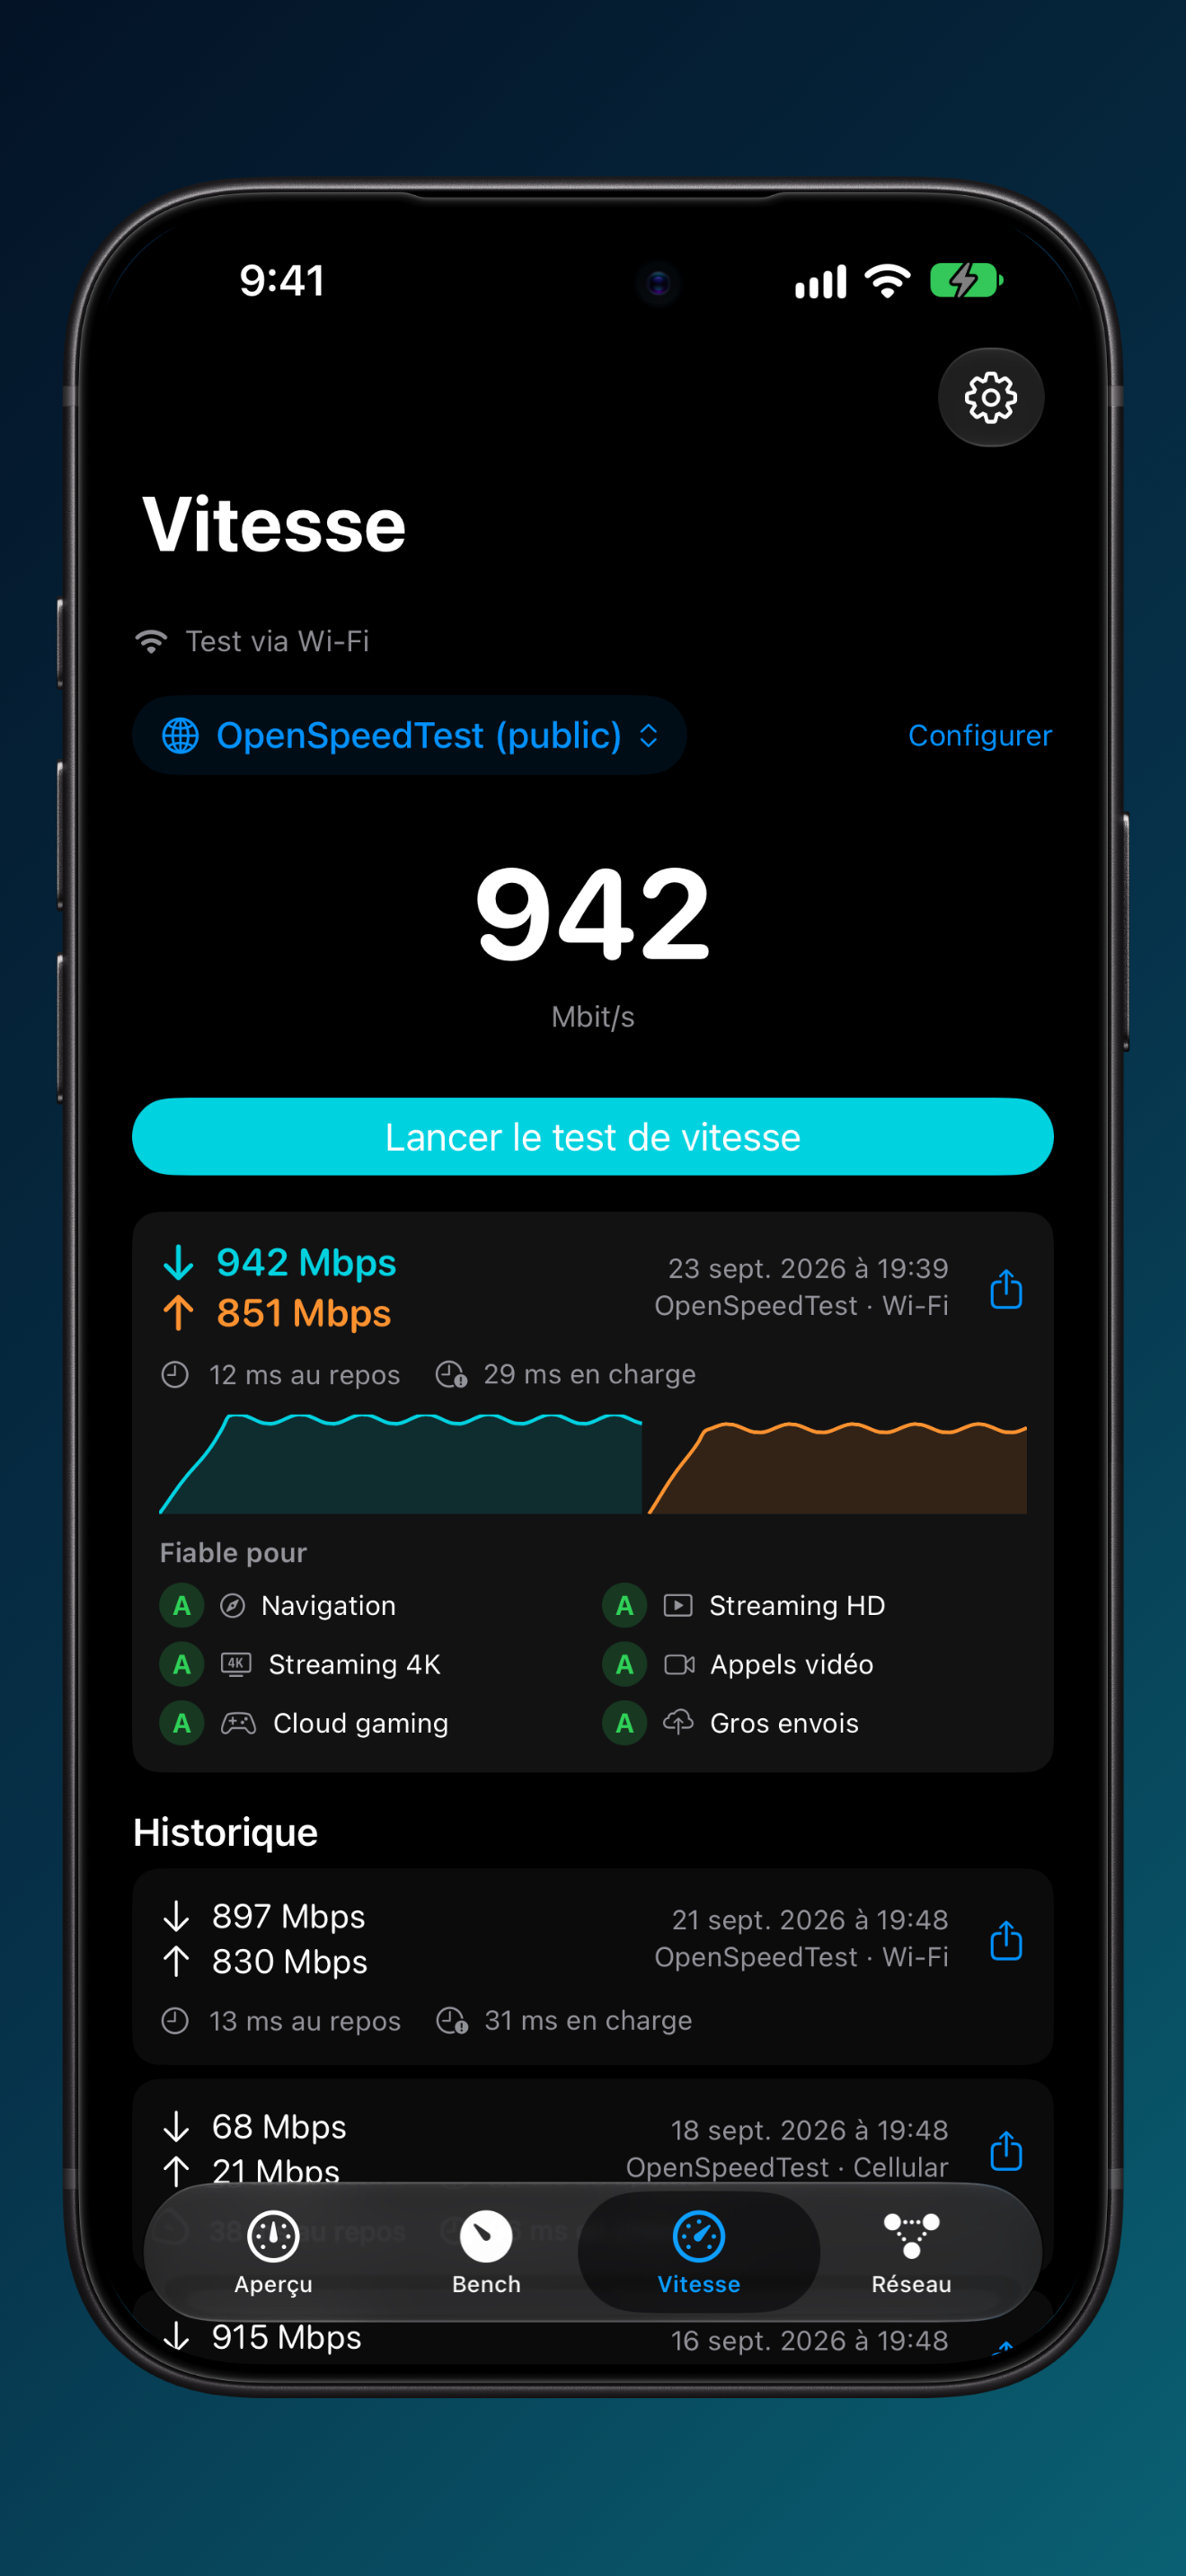 9:41
Vitesse
Test via Wi-Fi
OpenSpeedTest (public)
Configurer
942
Mbit/s
Lancer le test de vitesse
942 Mbps
851 Mbps
23 sept. 2026 à 19:39
OpenSpeedTest · Wi-Fi
12 ms au repos
29 ms en charge
Fiable pour
A Navigation
A Streaming HD
A 4K Streaming 4K
A Appels vidéo
A Cloud gaming
A Gros envois
Historique
897 Mbps
830 Mbps
21 sept. 2026 à 19:48
OpenSpeedTest · Wi-Fi
13 ms au repos
31 ms en charge
68 Mbps
21 Mbps
18 sept. 2026 à 19:48
OpenSpeedTest · Cellular
au repos
ms
Aperçu
Bench
Vitesse
Réseau
915 Mbps
16 sept. 2026 à 19:48